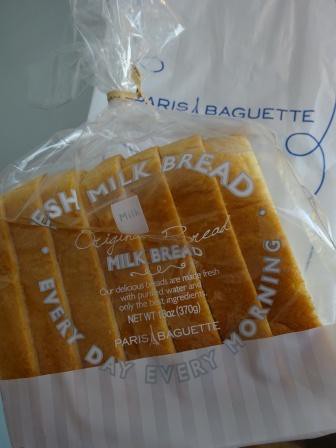 PARIS BAGUETTE
ESH MILK BREAD
Milk
Original Bread
MILK BREAD
Our delicious breads are made fresh
with purified water and
only the best ingredients.
NET WT 13oz (370g)
PARIS BAGUETTE
• EVERY DAY EVERY MORNING •